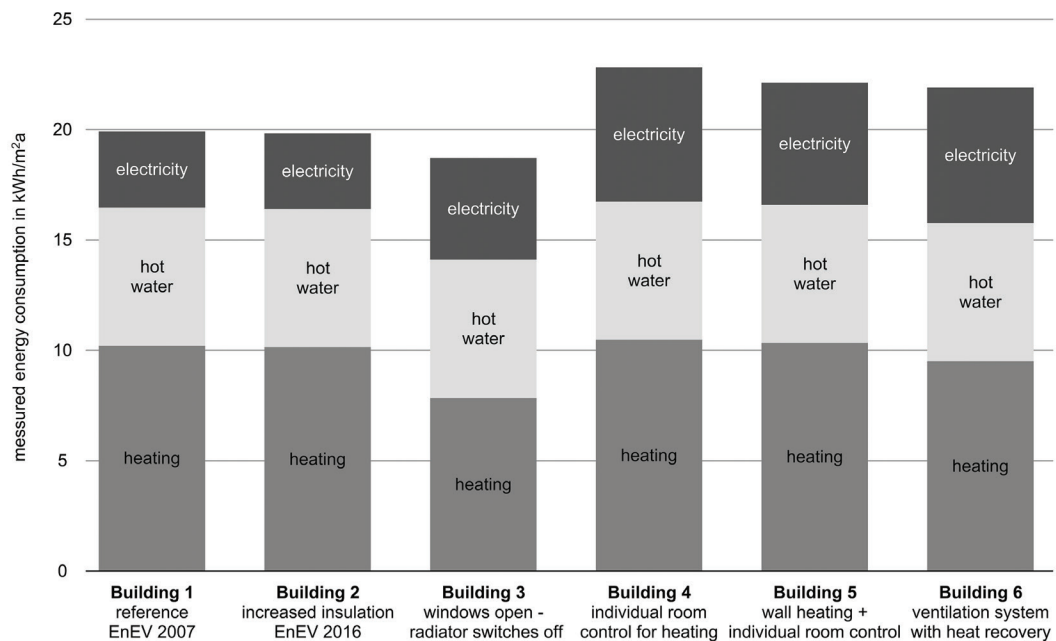 messured energy consumption in kWh/m²a
25
20
15
10
5
0
electricity
hot
water
heating
electricity
hot
water
heating
electricity
hot
water
heating
electricity
hot
water
heating
electricity
hot
water
heating
electricity
hot
water
heating
Building 1
reference
EnEV 2007
Building 2
increased insulation
EnEV 2016
Building 3
windows open -
radiator switches off
Building 4
individual room
control for heating
Building 5
wall heating +
individual room control
Building 6
ventilation system
with heat recovery